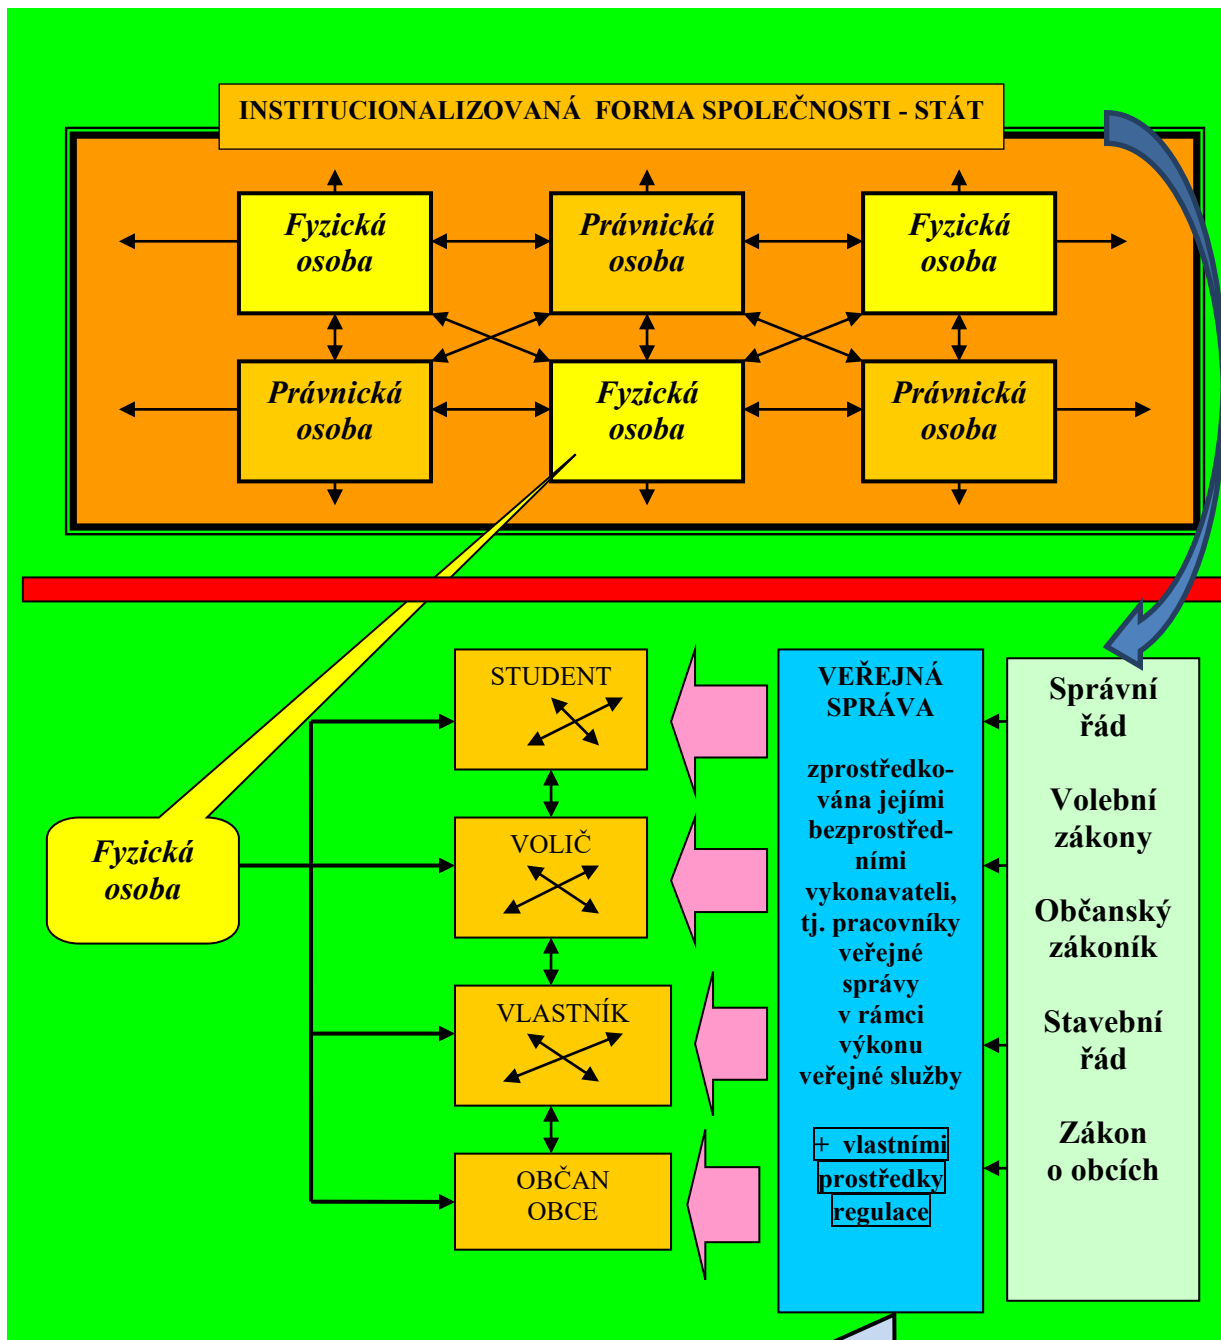 INSTITUCIONALIZOVANÁ FORMA SPOLEČNOSTI - STÁT
Fyzická
osoba
Právnická
osoba
Fyzická
osoba
Právnická
osoba
Fyzická
osoba
Právnická
osoba
Fyzická
osoba
STUDENT
VOLIČ
VLASTNÍK
OBČAN
OBCE
VEŘEJNÁ
SPRÁVA
zprostředko-
vána jejími
bezprostřed-
ními
vykonavateli,
tj. pracovníky
veřejné
správy
v rámci
výkonu
veřejné služby
+ vlastními
prostředky
regulace
Správní
řád
Volební
zákony
Občanský
zákoník
Stavební
řád
Zákon
o obcích